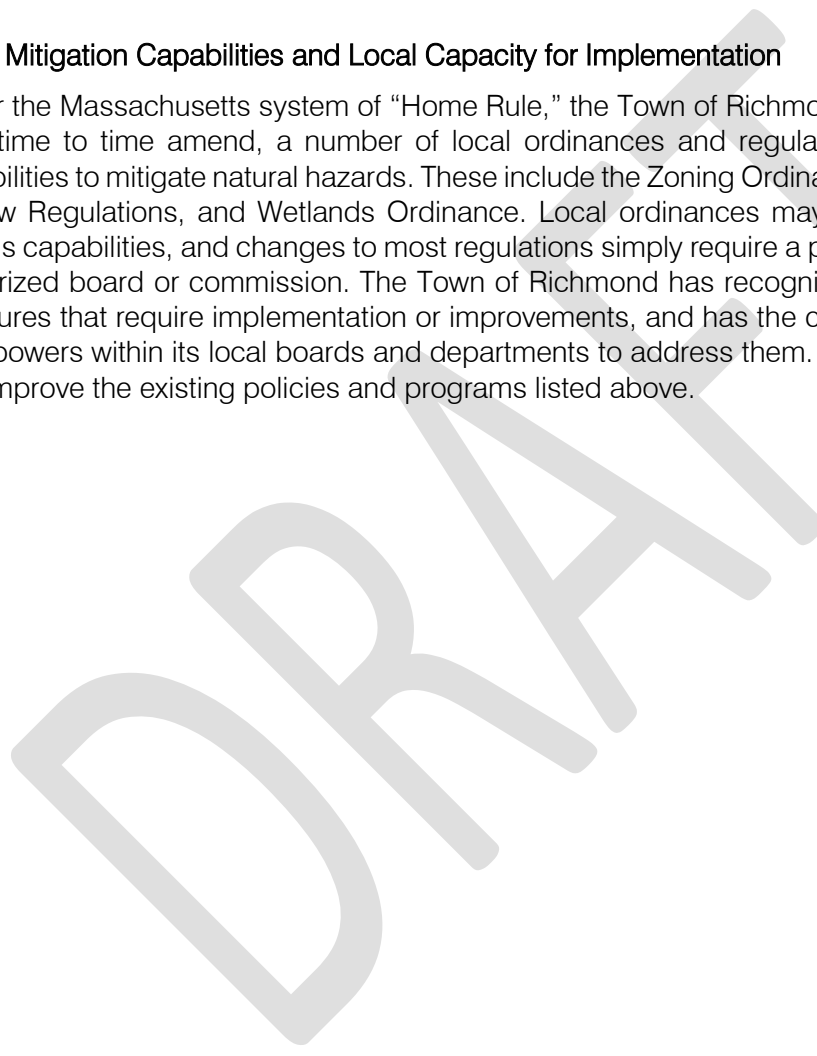 Mitigation Capabilities and Local Capacity for Implementation
r the Massachusetts system of “Home Rule,” the Town of Richmo
time to time amend, a number of local ordinances and regula
bilities to mitigate natural hazards. These include the Zoning Ordina
w Regulations, and Wetlands Ordinance. Local ordinances may
s capabilities, and changes to most regulations simply require a p
rized board or commission. The Town of Richmond has recogni
ures that require implementation or improvements, and has the
powers within its local boards and departments to address them.
mprove the existing policies and programs listed above.
DRAFT